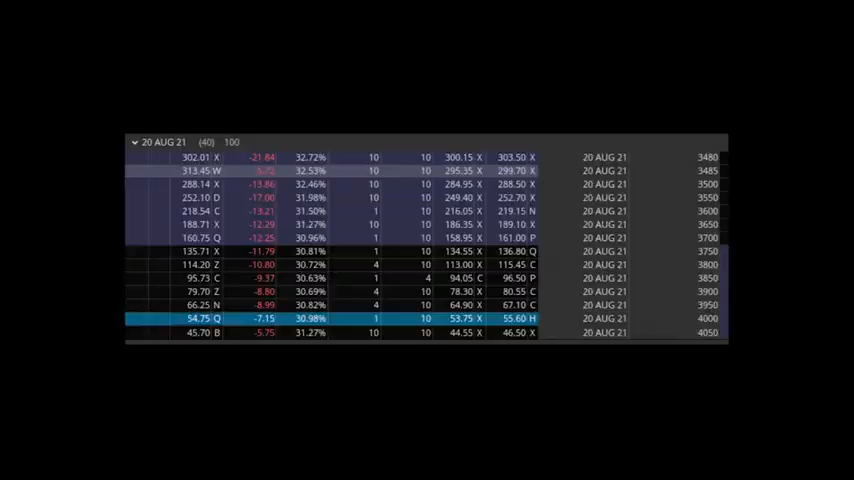 20 AUG 21 (40) 100
302.01 X -21.84 32.72% 10 10 300.15 X 303.50 X 20 AUG 21 3480
313.45 W 32.53% 10 10 295.35 X 299.70 X 20 AUG 21 3485
288.14 X -13.86 32.46% 10 10 284.95 X 288.50 X 20 AUG 21 3500
252.10 D -17.00 31.98% 10 10 249.40 X 252.70 X 20 AUG 21 3550
218.54 C -13.21 31.50% 1 10 216.05 X 219.15 N 20 AUG 21 3600
188.71 X -12.29 31.27% 10 10 186.35 X 189.10 X 20 AUG 21 3650
160.75 Q -12.25 30.96% 1 10 158.95 X 161.00 P 20 AUG 21 3700
135.71 X -11.79 30.81% 1 10 134.55 X 136.80 Q 20 AUG 21 3750
114.20 Z -10.80 30.72% 4 10 113.00 X 115.45 C 20 AUG 21 3800
95.73 C -9.37 30.63% 1 4 94.05 C 96.50 P 20 AUG 21 3850
79.70 Z -8.80 30.69% 4 10 78.30 X 80.55 C 20 AUG 21 3900
66.25 N -8.99 30.82% 4 10 64.90 X 67.10 C 20 AUG 21 3950
54.75 Q -7.15 30.98% 1 10 53.75 X 55.60 H 20 AUG 21 4000
45.70 B -5.75 31.27% 10 10 44.55 X 46.50 X 20 AUG 21 4050